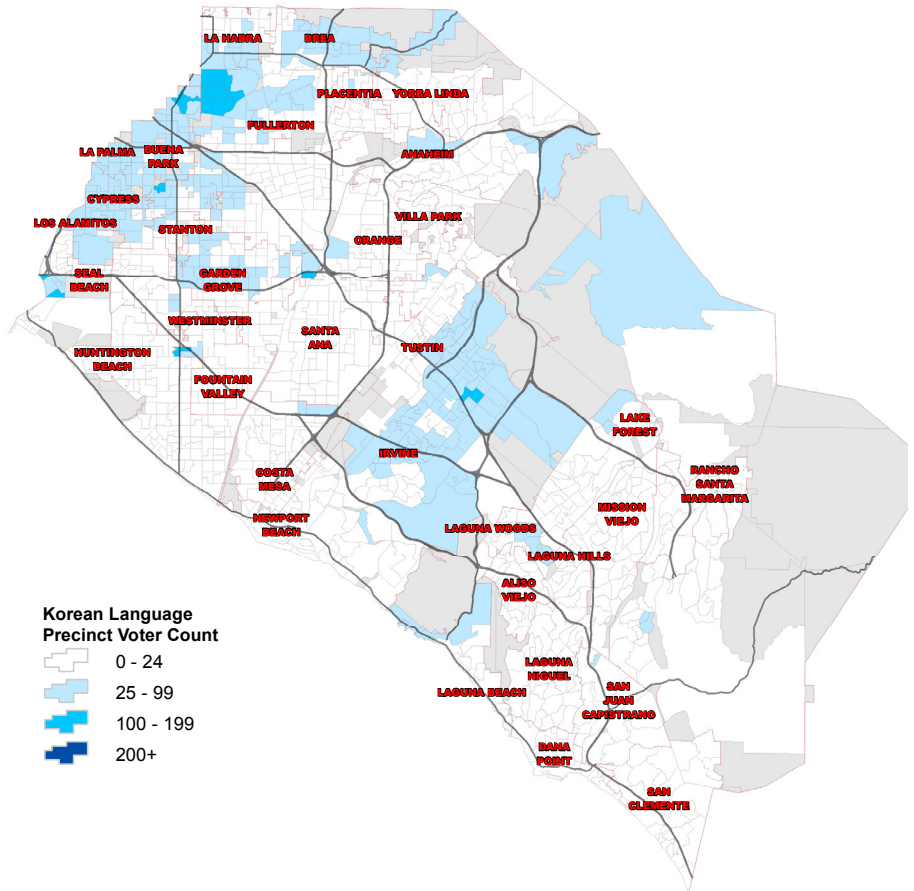 LA HABRA
BREA
PLACENTIA
YORBA LINDA
FULLERTON
LA PALMA
BUENA
PARK
ANAHEIM
CYPRESS
LOS ALAMITOS
STANTON
VILLA PARK
ORANGE
SEAL
BEACH
GARDEN
GROVE
WESTMINSTER
SANTA
ANA
TUSTIN
HUNTINGTON
BEACH
FOUNTAIN
VALLEY
LAKE
FOREST
IRVINE
COSTA
MESA
RANCHO
SANTA
MARGARITA
MISSION
VIEJO
NEWPORT
BEACH
LAGUNA WOODS
LAGUNA HILLS
ALISO
VIEJO
LAGUNA
NIGUEL
LAGUNA BEACH
SAN
JUAN
CAPISTRANO
DANA
POINT
SAN
CLEMENTE
Korean Language
Precinct Voter Count
0 - 24
25 - 99
100 - 199
200+